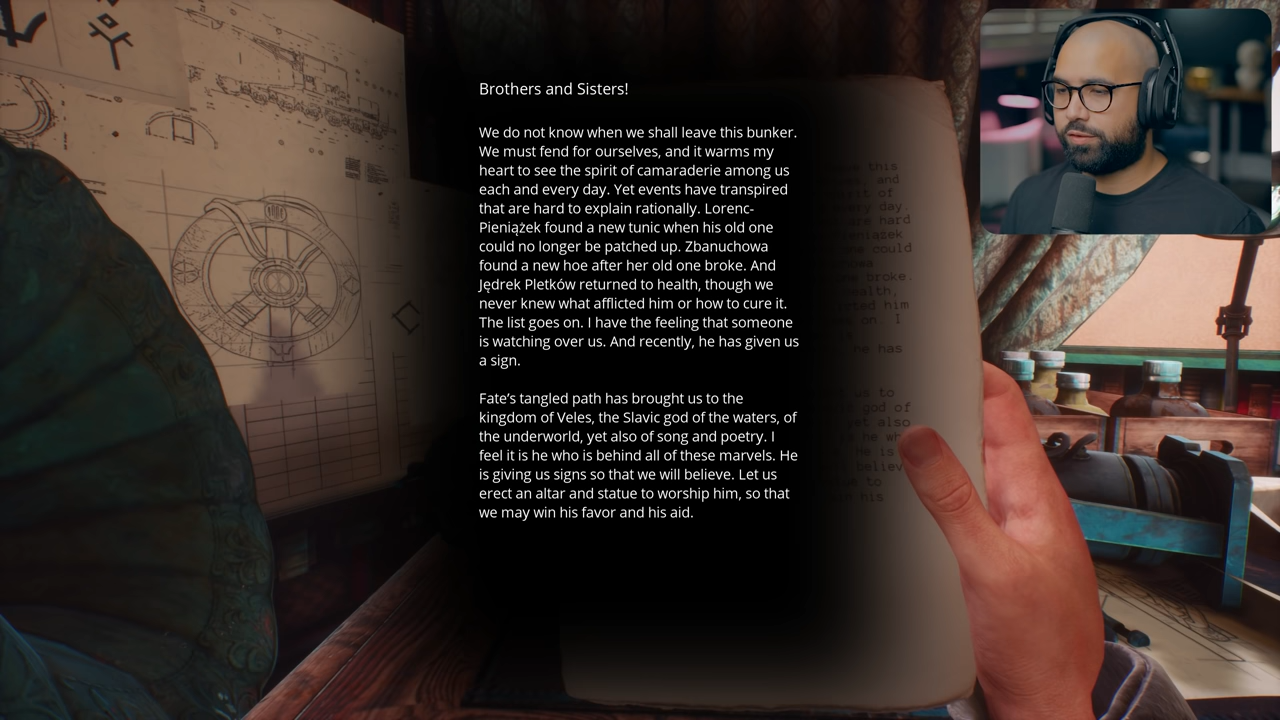 Brothers and Sisters!
We do not know when we shall leave this bunker.
We must fend for ourselves, and it warms my
heart to see the spirit of camaraderie among us
each and every day. Yet events have transpired
that are hard to explain rationally. Lorenc-
Pieniążek found a new tunic when his old one
could no longer be patched up. Zbanuchowa
found a new hoe after her old one broke. And
Jędrek Pletków returned to health, though we
never knew what afflicted him or how to cure it.
The list goes on. I have the feeling that someone
is watching over us. And recently, he has given us
a sign.
Fate’s tangled path has brought us to the
kingdom of Veles, the Slavic god of the waters, of
the underworld, yet also of song and poetry. I
feel it is he who is behind all of these marvels. He
is giving us signs so that we will believe. Let us
erect an altar and statue to worship him, so that
we may win his favor and his aid.